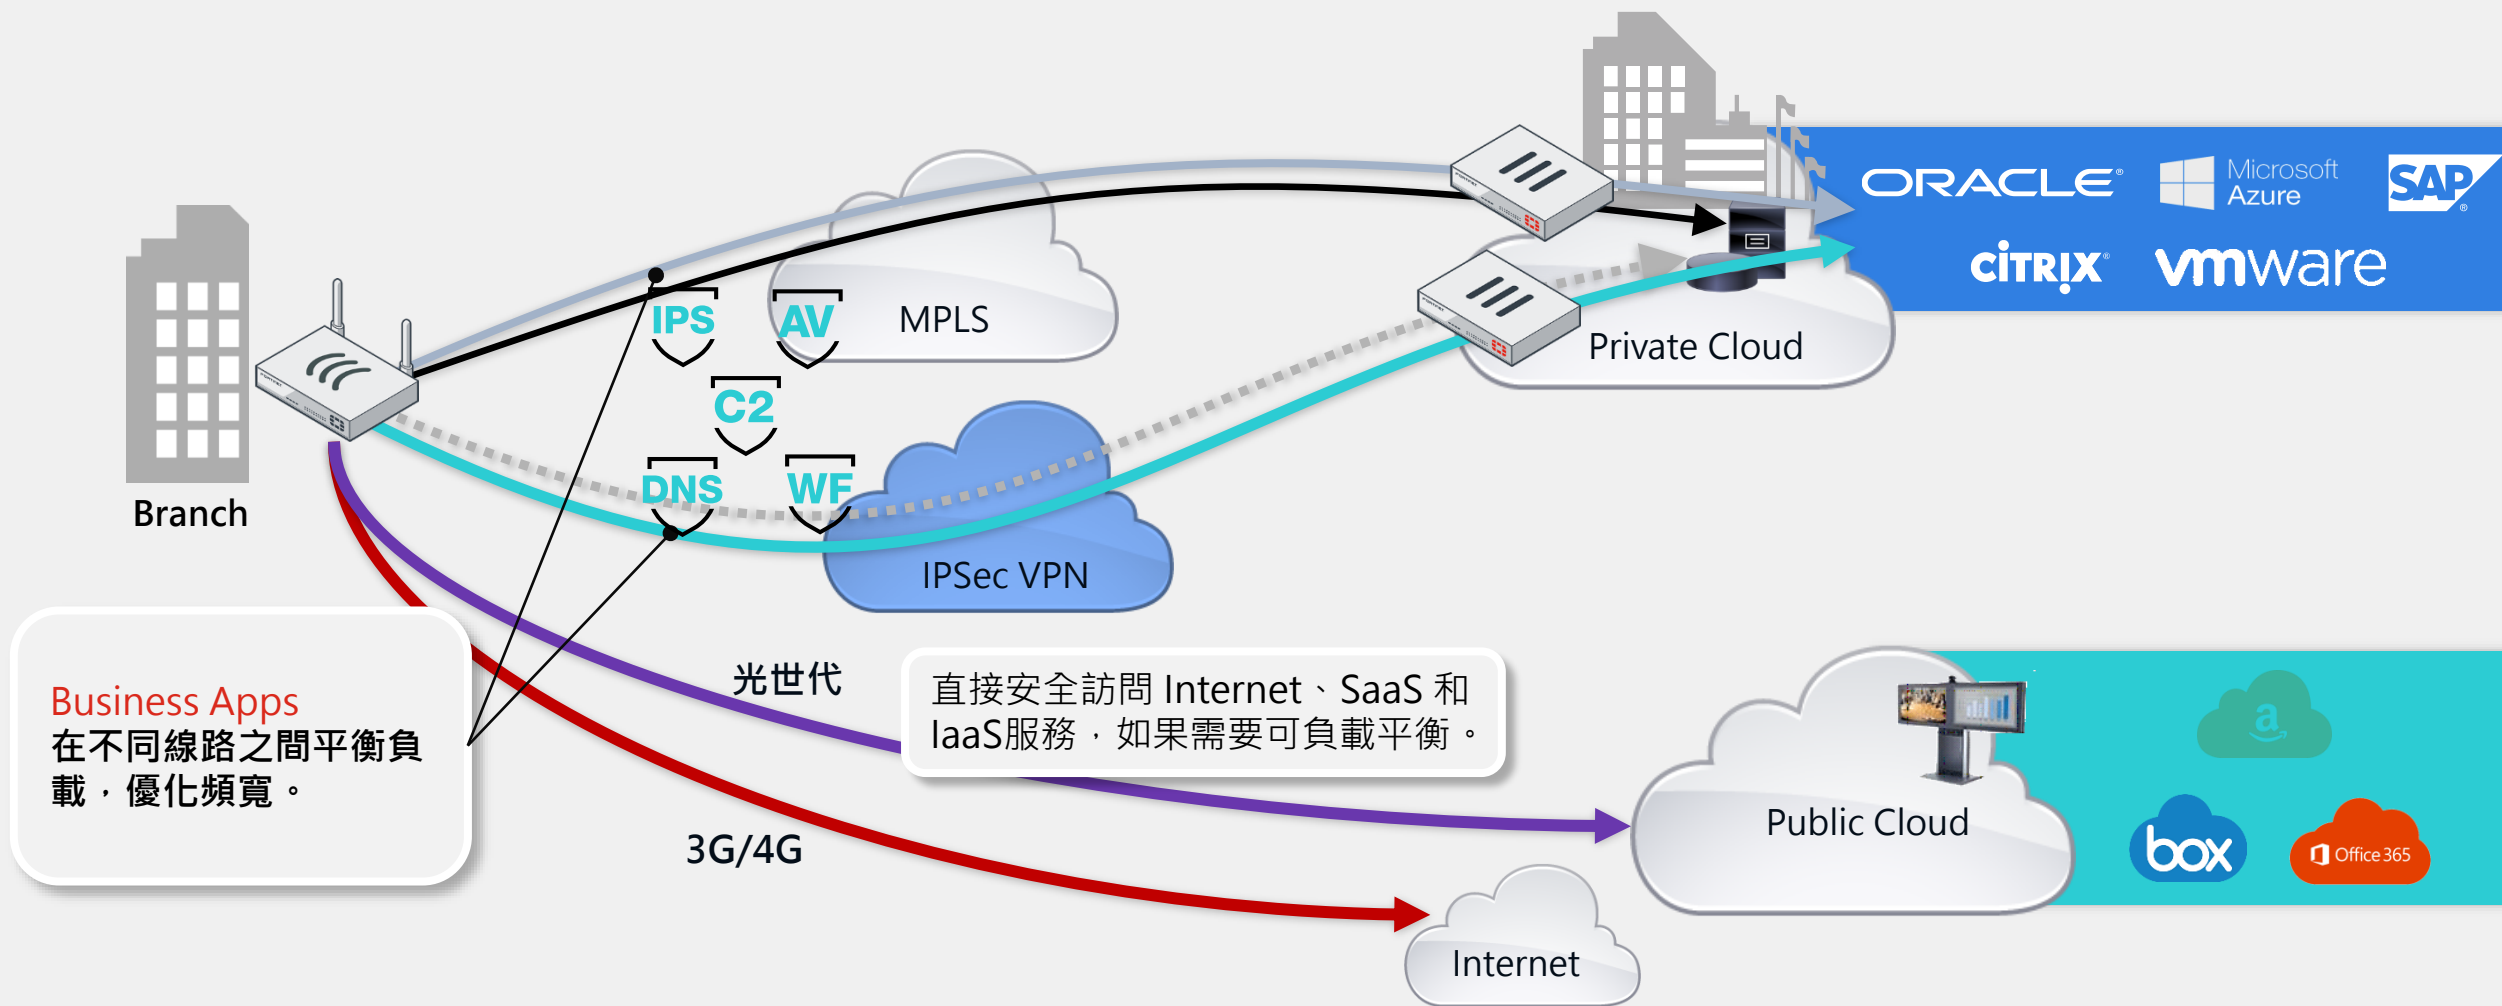 ORACLE®
Microsoft
Azure
SAP
®
CİTRIX®
vmware
IPS
AV
MPLS
Private Cloud
C2
DNS
WF
Branch
IPSec VPN
Business Apps
在不同線路之間平衡負
載，優化頻寬。
光世代
直接安全訪問 Internet、SaaS 和
IaaS服務，如果需要可負載平衡。
3G/4G
Public Cloud
a
box
Office 365
Internet